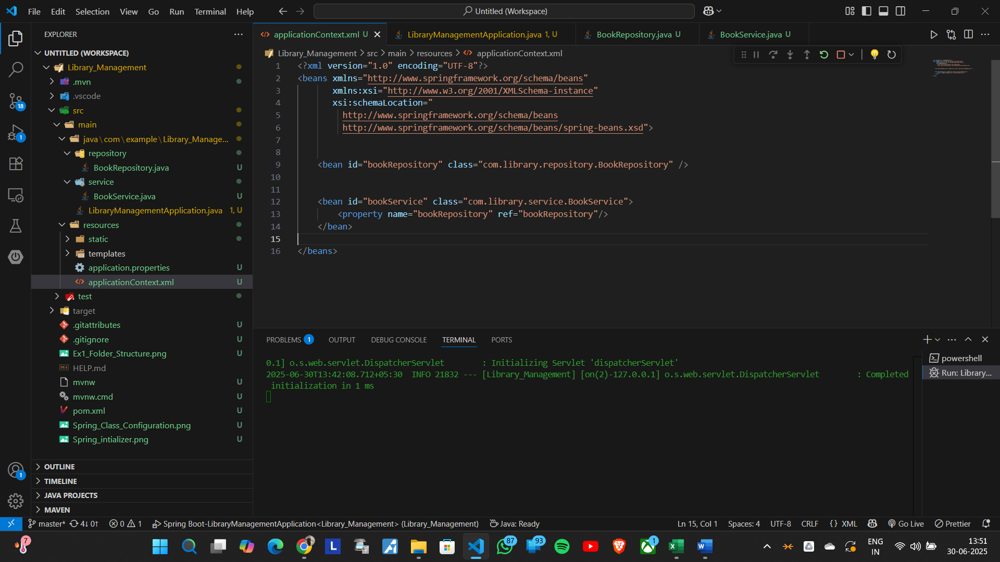 File Edit Selection View Go Run Terminal Help
Untitled (Workspace)
EXPLORER
UNTITLED (WORKSPACE)
Library_Management
.mvn
.vscode
src
main
java\com\example\Library_Manage...
repository
BookRepository.java U
service
BookService.java U
LibraryManagementApplication.java 1, U
resources
static
templates
application.properties U
applicationContext.xml U
test
target
.gitattributes U
.gitignore U
Ex1_Folder_Structure.png U
HELP.md
mvnw U
mvnw.cmd U
pom.xml U
Spring_Class_Configuration.png U
Spring_intializer.png U
OUTLINE
TIMELINE
JAVA PROJECTS
MAVEN
18
1
1
applicationContext.xml U
LibraryManagementApplication.java 1, U
BookRepository.java U
BookService.java U
Library_Management > src > main > resources > applicationContext.xml
1 <?xml version="1.0" encoding="UTF-8"?>
2 <beans xmlns="http://www.springframework.org/schema/beans"
3 xmlns:xsi="http://www.w3.org/2001/XMLSchema-instance"
4 xsi:schemaLocation="
5 http://www.springframework.org/schema/beans
6 http://www.springframework.org/schema/beans/spring-beans.xsd">
7
8
9 <bean id="bookRepository" class="com.library.repository.BookRepository" />
10
11
12 <bean id="bookService" class="com.library.service.BookService">
13 <property name="bookRepository" ref="bookRepository"/>
14 </bean>
15
16 </beans>
PROBLEMS 1 OUTPUT DEBUG CONSOLE TERMINAL PORTS
0.1] o.s.web.servlet.DispatcherServlet : Initializing Servlet 'dispatcherServlet'
2025-06-30T13:42:08.712+05:30 INFO 21832 --- [Library_Management] [on(2)-127.0.0.1] o.s.web.servlet.DispatcherServlet : Completed
initialization in 1 ms
powershell
Run: Library...
master* 4↓ 0↑ 0 1 Spring Boot-LibraryManagementApplication<Library_Management> (Library_Management) Java: Ready
Ln 15, Col 1 Spaces: 4 UTF-8 CRLF {} XML Go Live Prettier
7
L
87
93
1
ENG
IN
13:51
30-06-2025